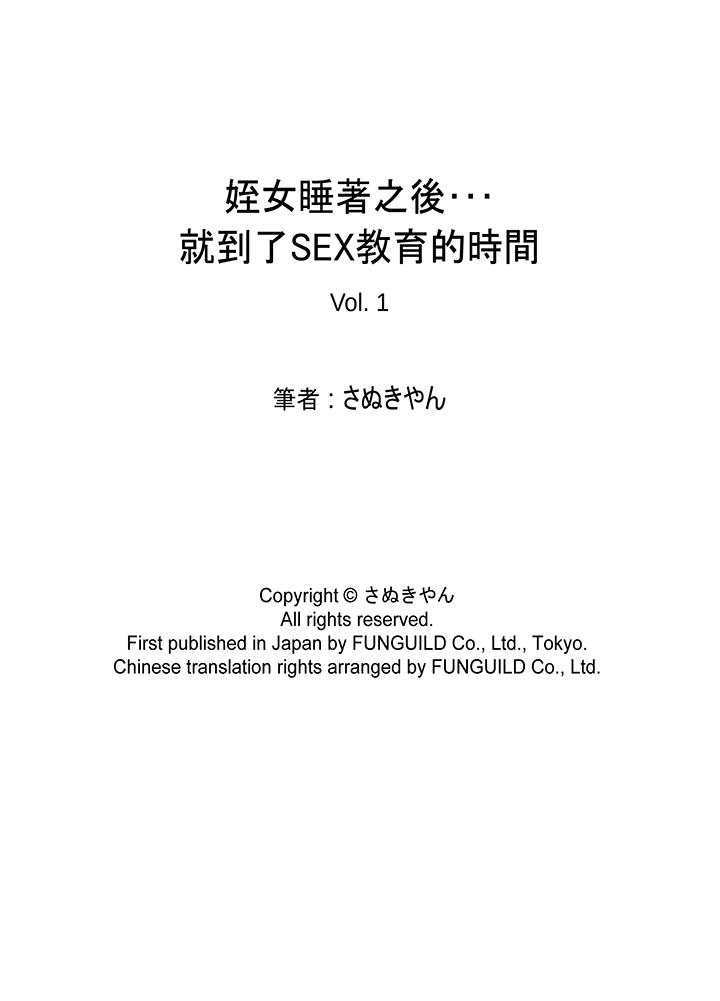 姪女睡著之後･･･
就到了SEX教育的時間
Vol. 1
筆者 : さぬきやん
Copyright © さぬきやん
All rights reserved.
First published in Japan by FUNGUILD Co., Ltd., Tokyo.
Chinese translation rights arranged by FUNGUILD Co., Ltd.